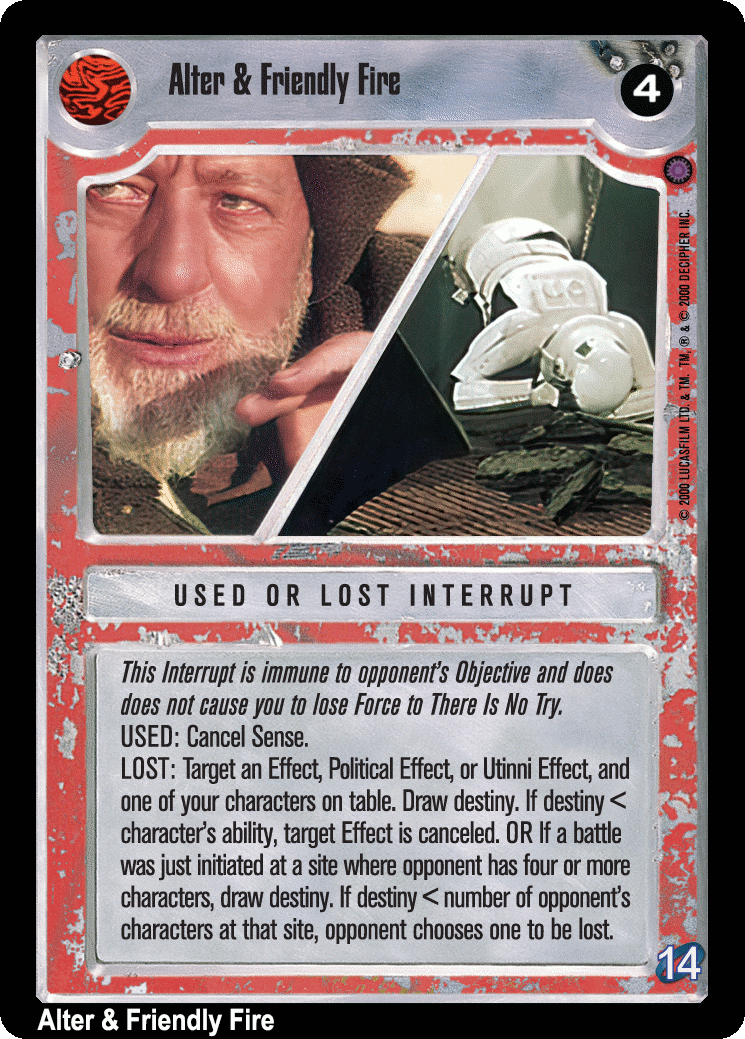 Alter & Friendly Fire
4
© 2000 LUCASFILM LTD. & TM. TM, ® & © 2000 DECIPHER INC.
USED OR LOST INTERRUPT
This Interrupt is immune to opponent's Objective and does
does not cause you to lose Force to There Is No Try.
USED: Cancel Sense.
LOST: Target an Effect, Political Effect, or Utinni Effect, and
one of your characters on table. Draw destiny. If destiny <
character's ability, target Effect is canceled. OR If a battle
was just initiated at a site where opponent has four or more
characters, draw destiny. If destiny < number of opponent's
characters at that site, opponent chooses one to be lost.
14
Alter & Friendly Fire